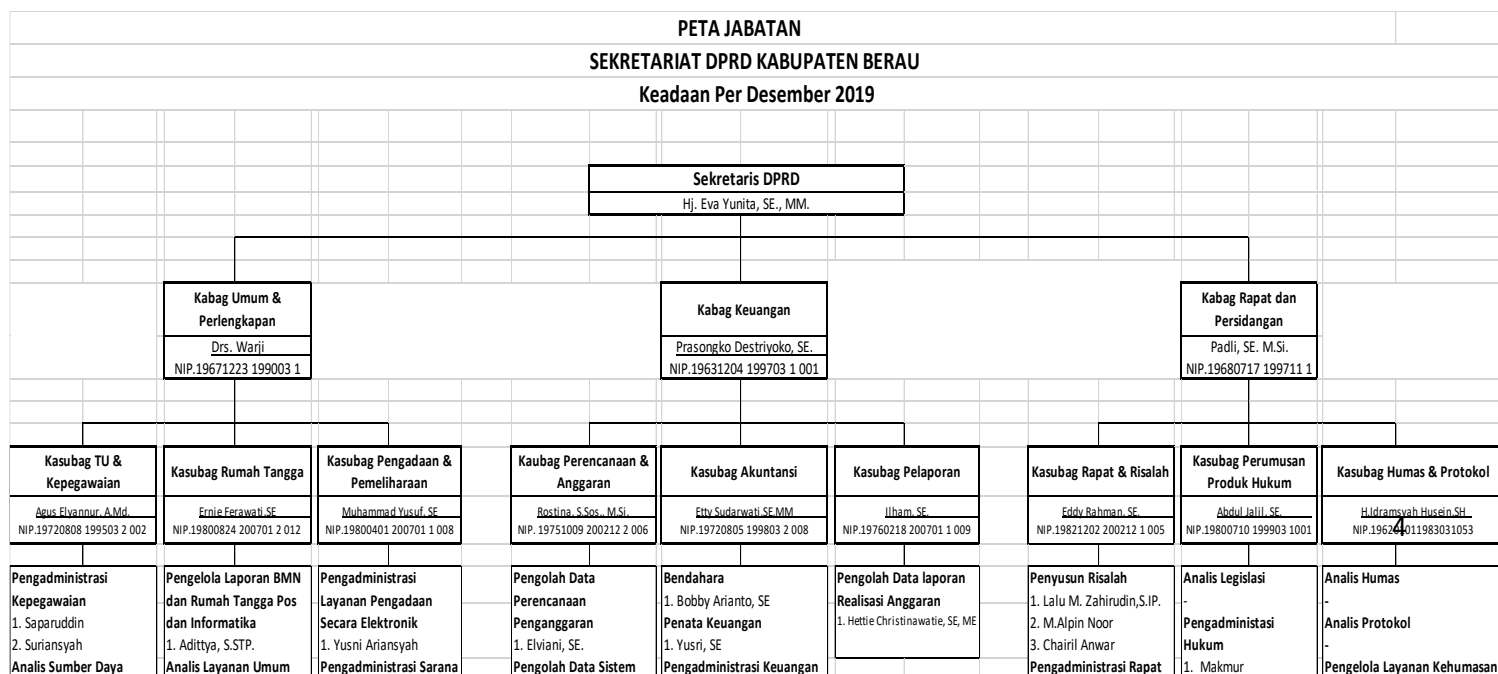 PETA JABATAN
SEKRETARIAT DPRD KABUPATEN BERAU
Keadaan Per Desember 2019
Sekretaris DPRD
Hj. Eva Yunita, SE., MM.
Kabag Umum &
Perlengkapan
Drs. Warji
NIP.19671223 199003 1
Kabag Keuangan
Prasongko Destriyoko, SE.
NIP.19631204 199703 1 001
Kabag Rapat dan
Persidangan
Padli, SE. M.Si.
NIP.19680717 199711 1
Kasubag TU &
Kepegawaian
Agus Elyannur, A.Md.
NIP.19720808 199503 2 002
Kasubag Rumah Tangga
Ernie Ferawati,SE
NIP.19800824 200701 2 012
Kasubag Pengadaan &
Pemeliharaan
Muhammad Yusuf, SE
NIP.19800401 200701 1 008
Kaubag Perencanaan &
Anggaran
Rostina, S.Sos., M.Si.
NIP. 19751009 200212 2 006
Kasubag Akuntansi
Etty Sudarwati,SE,MM
NIP.19720805 199803 2 008
Kasubag Pelaporan
Ilham, SE.
NIP.19760218 200701 1 009
Kasubag Rapat & Risalah
Eddy Rahman, SE.
NIP.19821202 200212 1 005
Kasubag Perumusan
Produk Hukum
Abdul Jalil, SE.
NIP.19800710 199903 1001
Kasubag Humas & Protokol
H.Idramsyah Husein,SH
4
Pengadministrasi
Kepegawaian
1. Saparuddin
2. Suriansyah
Analis Sumber Daya
Pengelola Laporan BMN
dan Rumah Tangga Pos
dan Informatika
1. Adittya, S.STP.
Analis Layanan Umum
Pengadministrasi
Layanan Pengadaan
Secara Elektronik
1. Yusni Ariansyah
Pengadministrasi Sarana
Pengolah Data
Perencanaan
Penganggaran
1. Elviani, SE.
Pengolah Data Sistem
Bendahara
1. Bobby Arianto, SE
Penata Keuangan
1. Yusri, SE
Pengadministrasi Keuangan
Pengolah Data laporan
Realisasi Anggaran
1. Hettie Christinawatie, SE, ME
Penyusun Risalah
1. Lalu M. Zahirudin,S.IP.
2. M.Alpin Noor
3. Chairil Anwar
Pengadministrasi Rapat
Analis Legislasi
-
Pengadministasi
Hukum
1. Makmur
Analis Humas
-
Analis Protokol
-
Pengelola Layanan Kehumasan